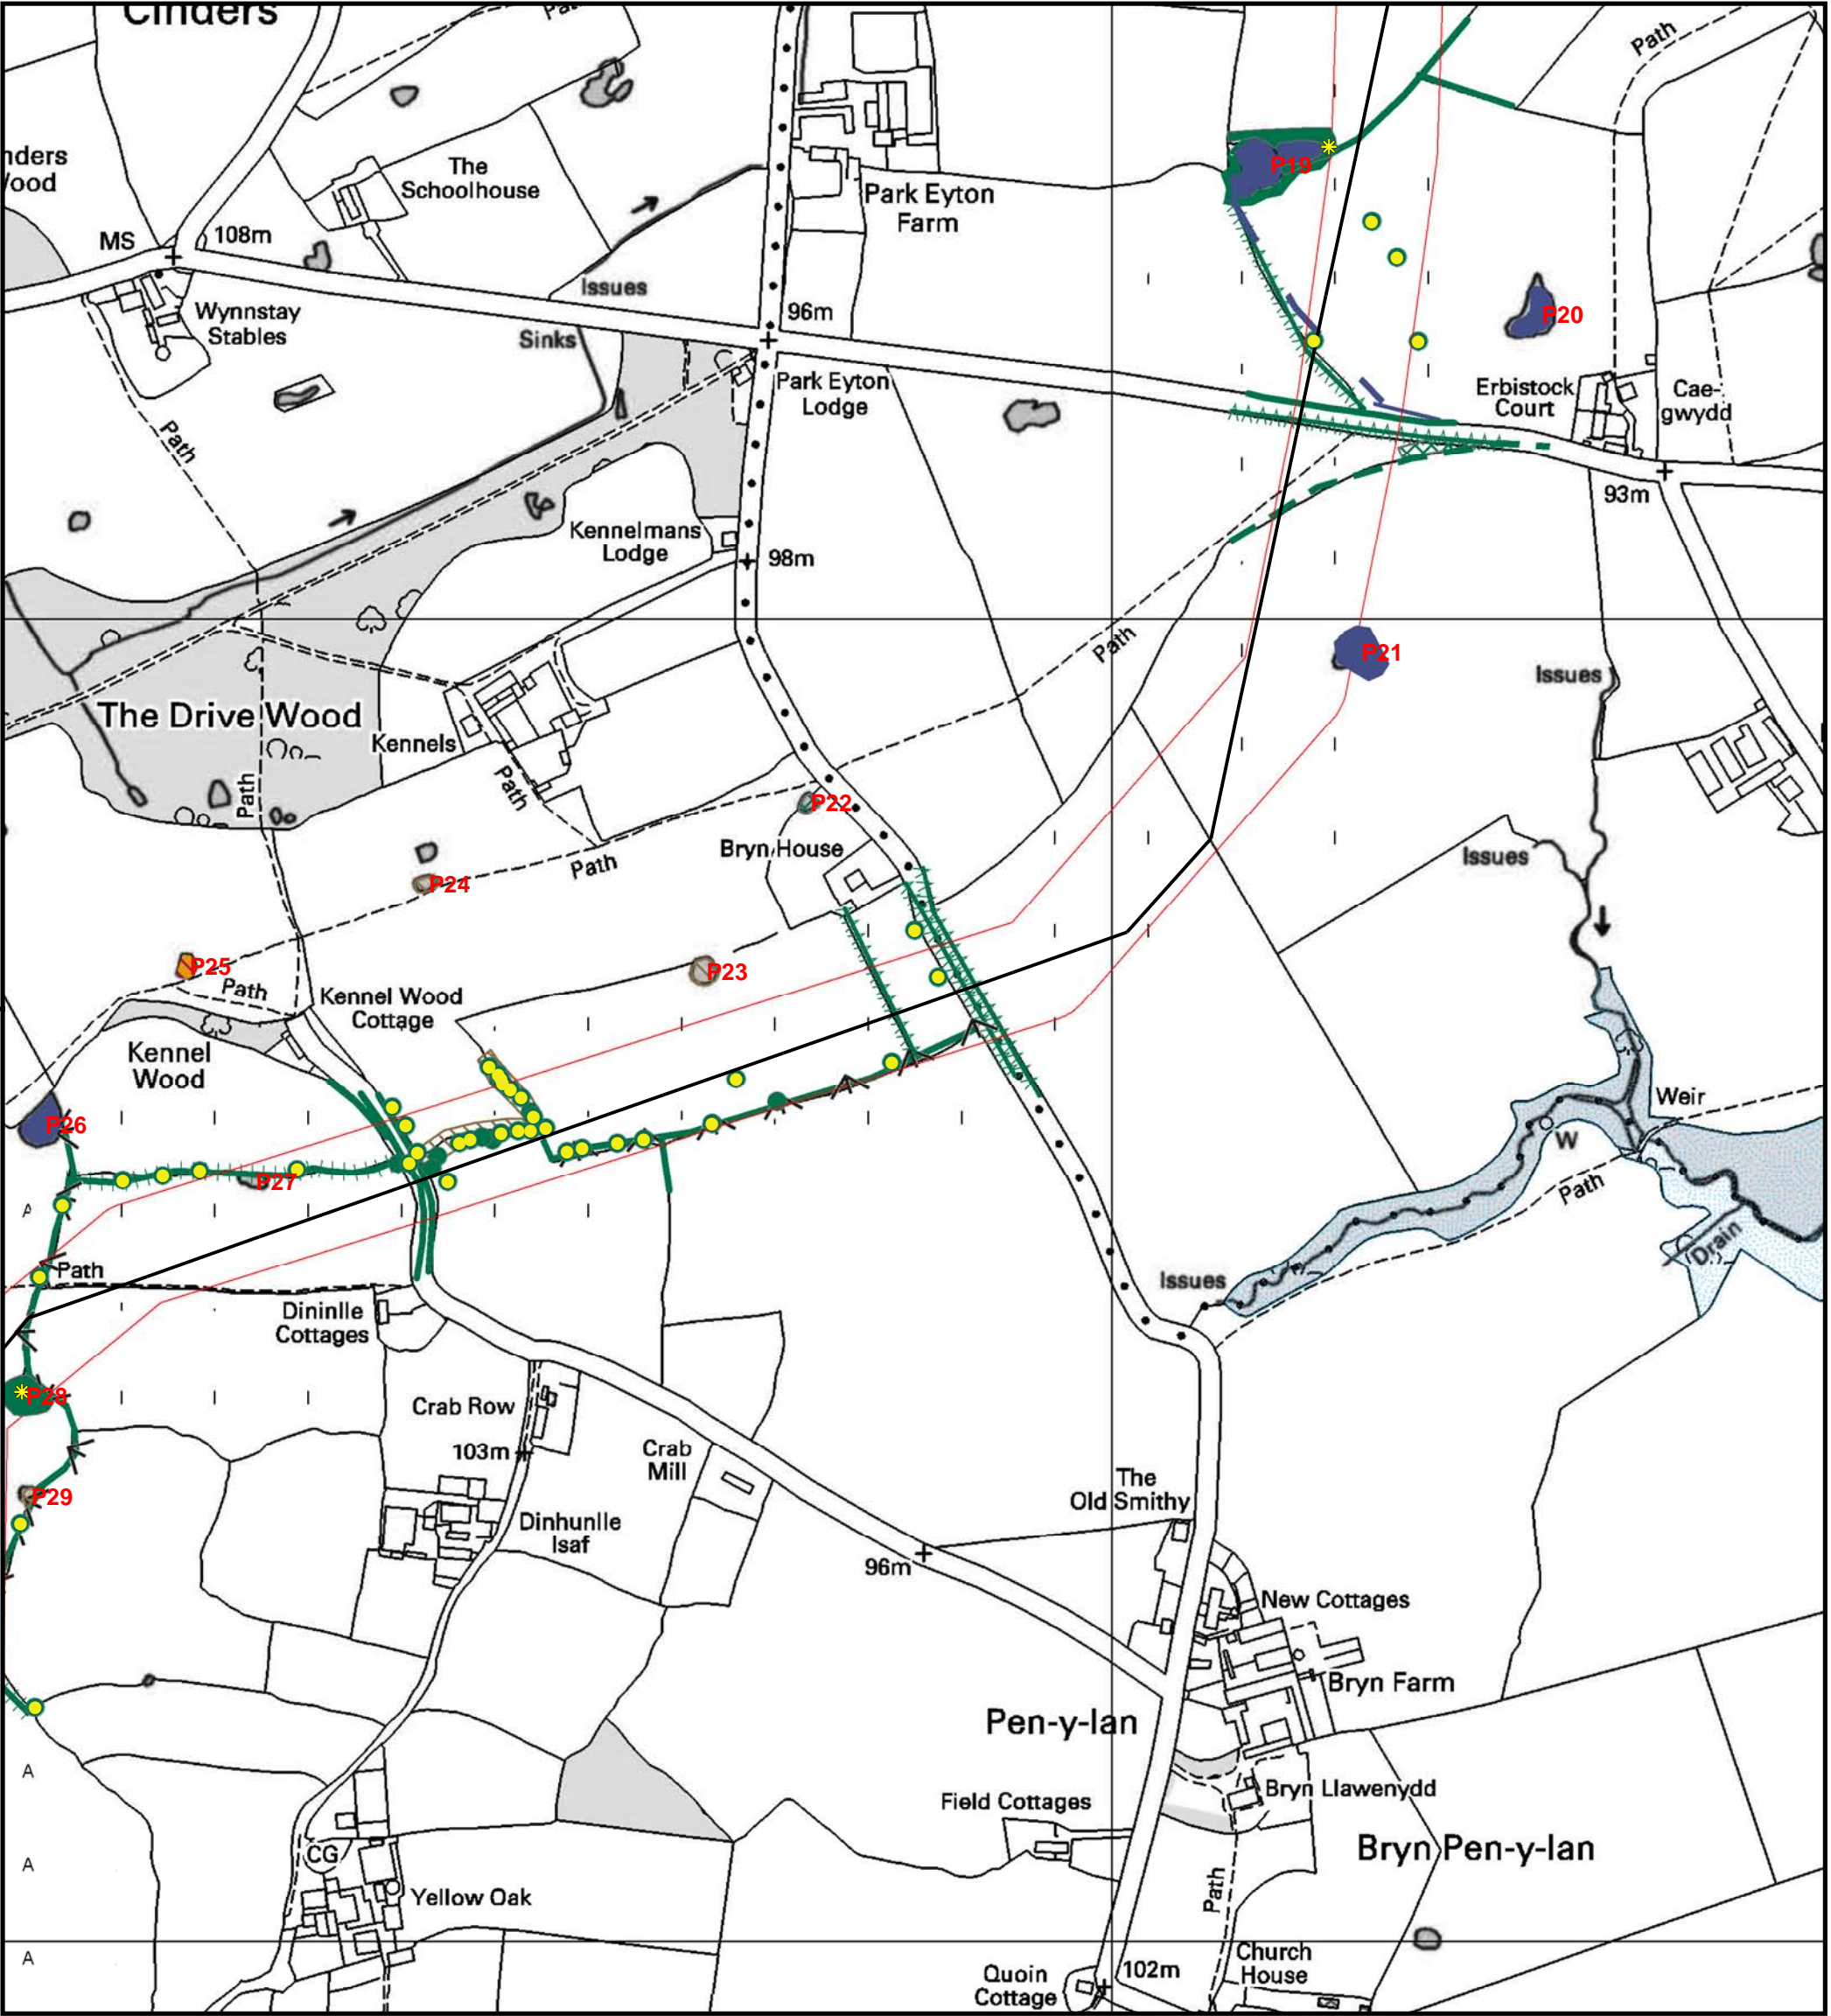 Cinders
Path
Path
nders
Wood
The
Schoolhouse
Park Eyton
Farm
P19
MS
108m
Issues
96m
Wynnstay
Stables
Sinks
P20
Park Eyton
Lodge
Erbistock
Court
Cae-
gwydd
Path
93m
Kennelmans
Lodge
98m
Path
P21
Issues
The Drive Wood
Kennels
Path
Path
P22
Bryn House
Issues
Path
P24
P25
Path
P23
Kennel Wood
Cottage
Kennel
Wood
Weir
P26
W
P27
Path
A
Path
Drain
Issues
Dininlle
Cottages
P28
Crab Row
103m
Crab
Mill
The
Old Smithy
P29
Dinhunlle
Isaf
96m
New Cottages
Bryn Farm
Pen-y-lan
A
Bryn Llawenydd
Field Cottages
Bryn Pen-y-lan
CG
A
Path
Yellow Oak
A
Church
House
Quoin
Cottage
102m